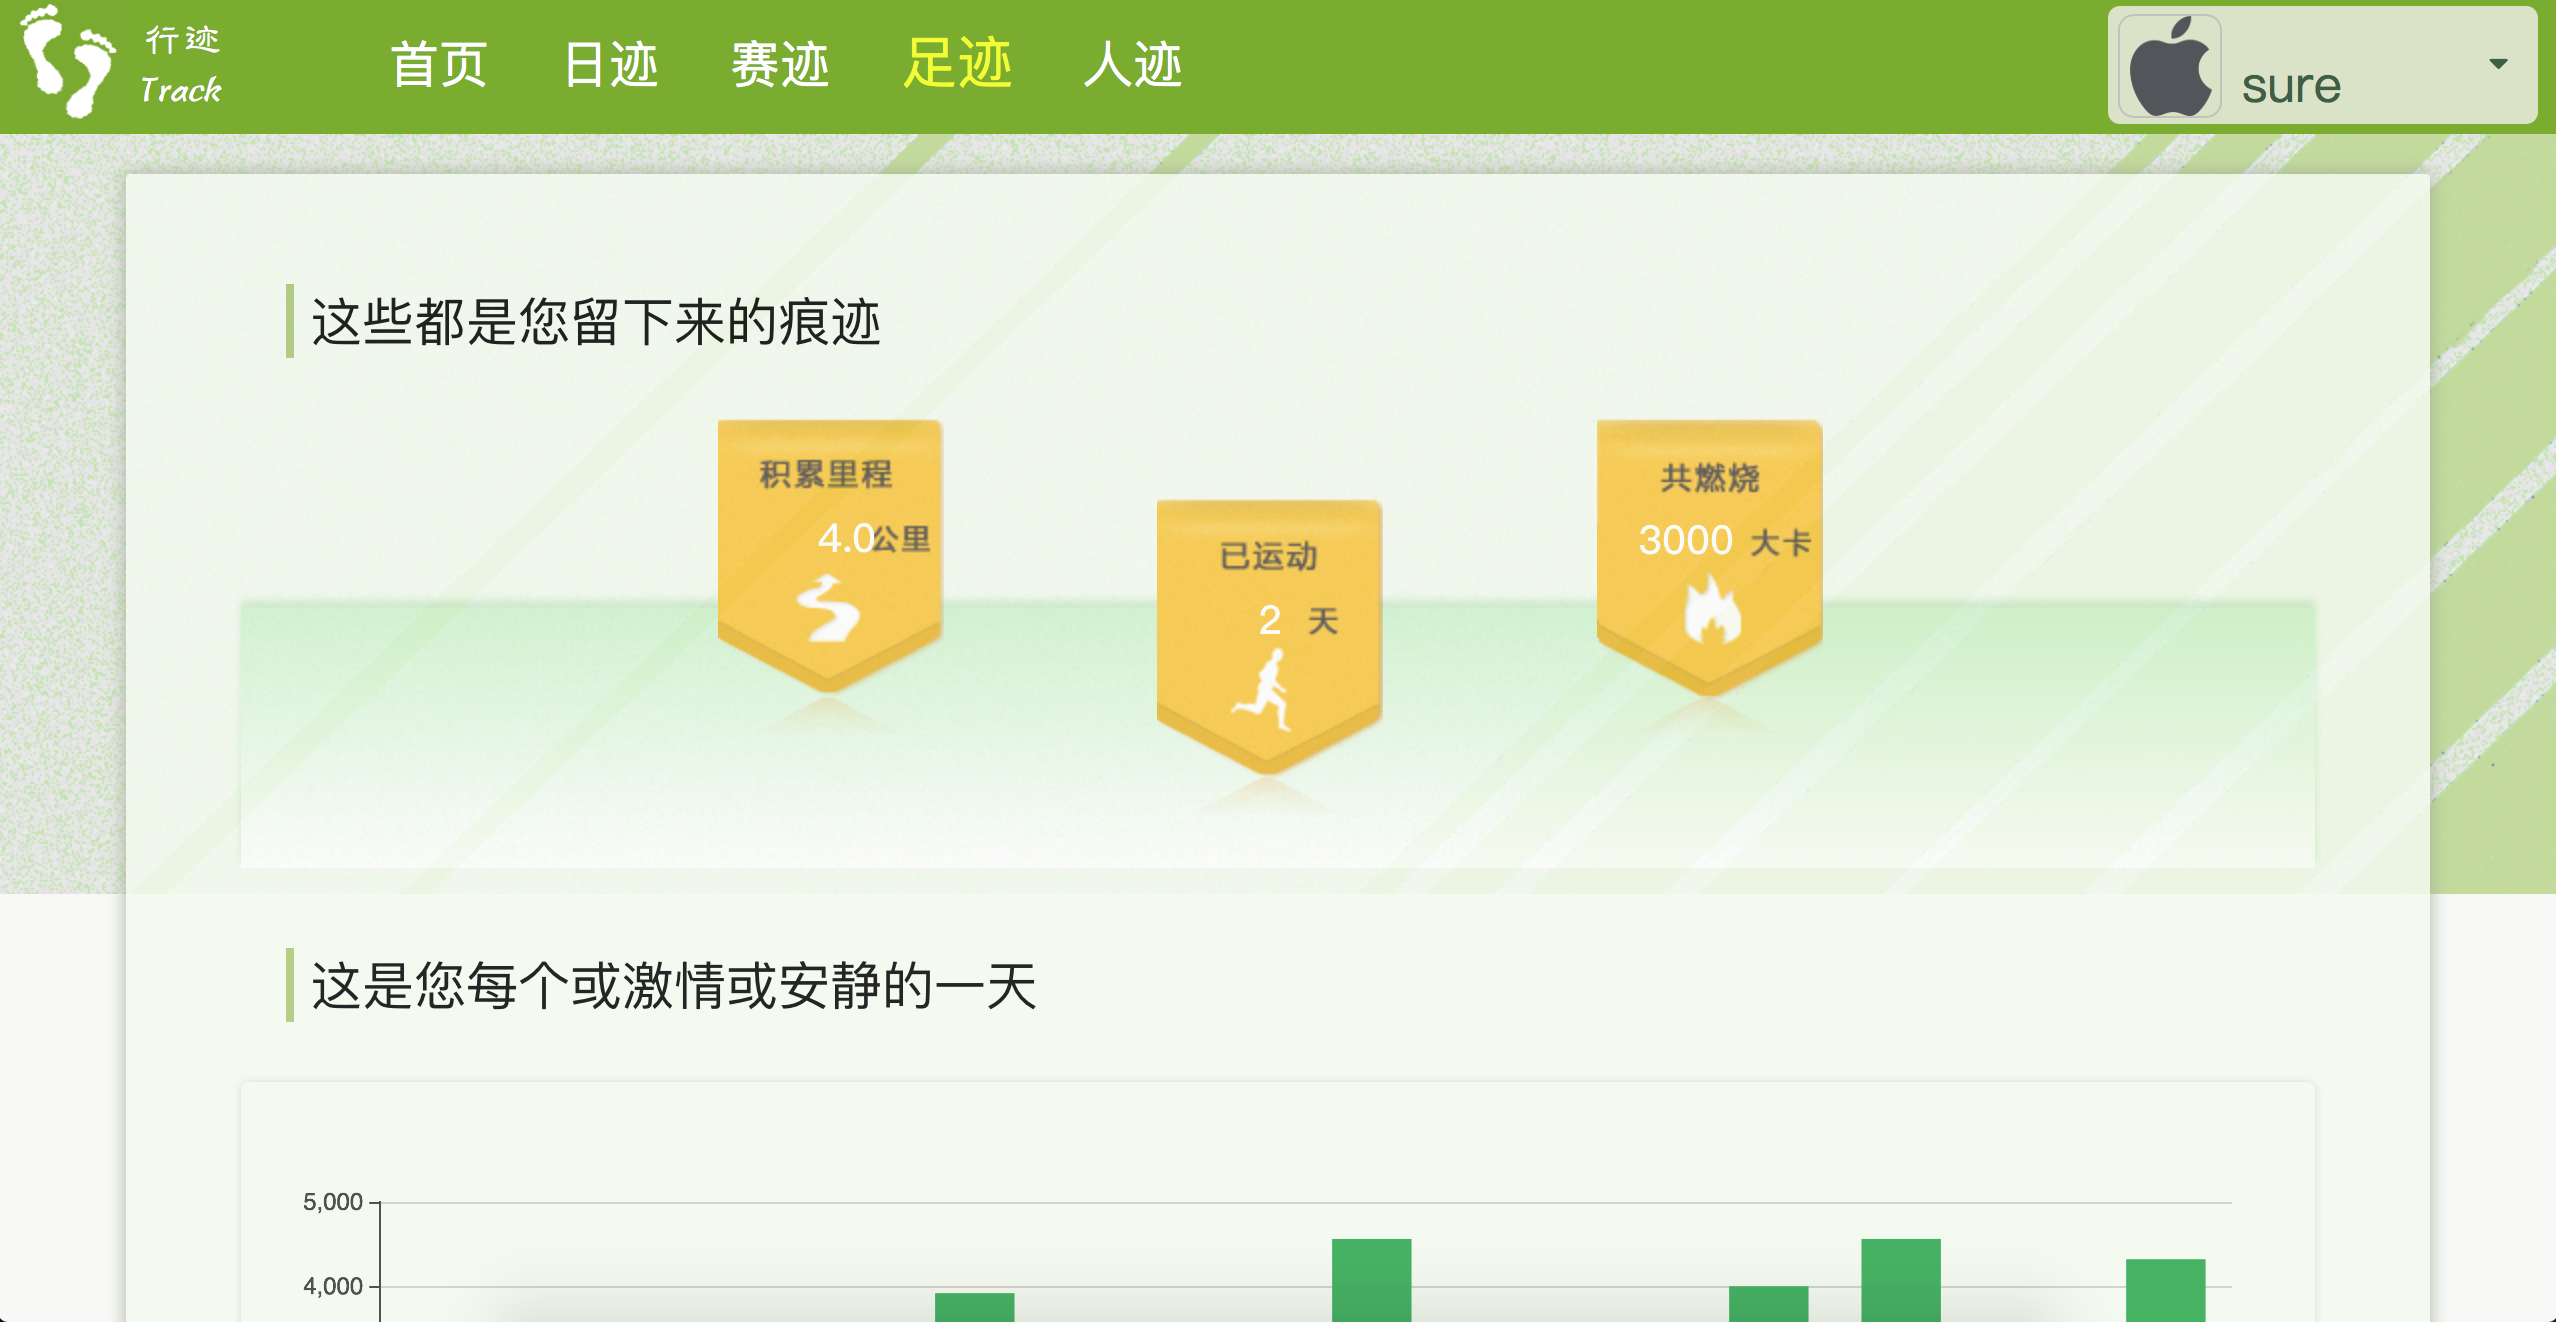 行迹
Track
首页 日迹 赛迹 足迹 人迹
sure
这些都是您留下来的痕迹
积累里程
4.0公里
已运动
2 天
共燃烧
3000 大卡
这是您每个或激情或安静的一天
5,000
4,000